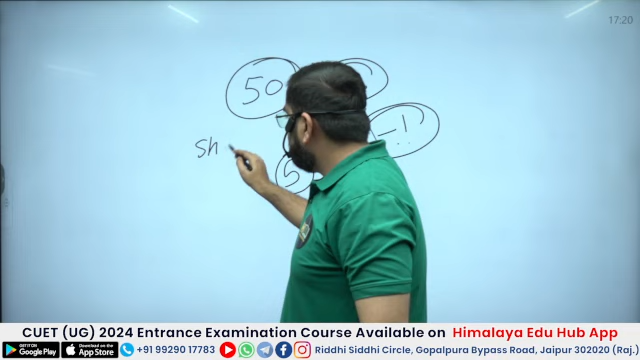 17:20
50
-1
Sh
5
CUET (UG) 2024 Entrance Examination Course Available on Himalaya Edu Hub App
GET IT ON Google Play
Download on the App Store
+91 99290 17783
Riddhi Siddhi Circle, Gopalpura Bypass Road, Jaipur 302020 (Raj.)